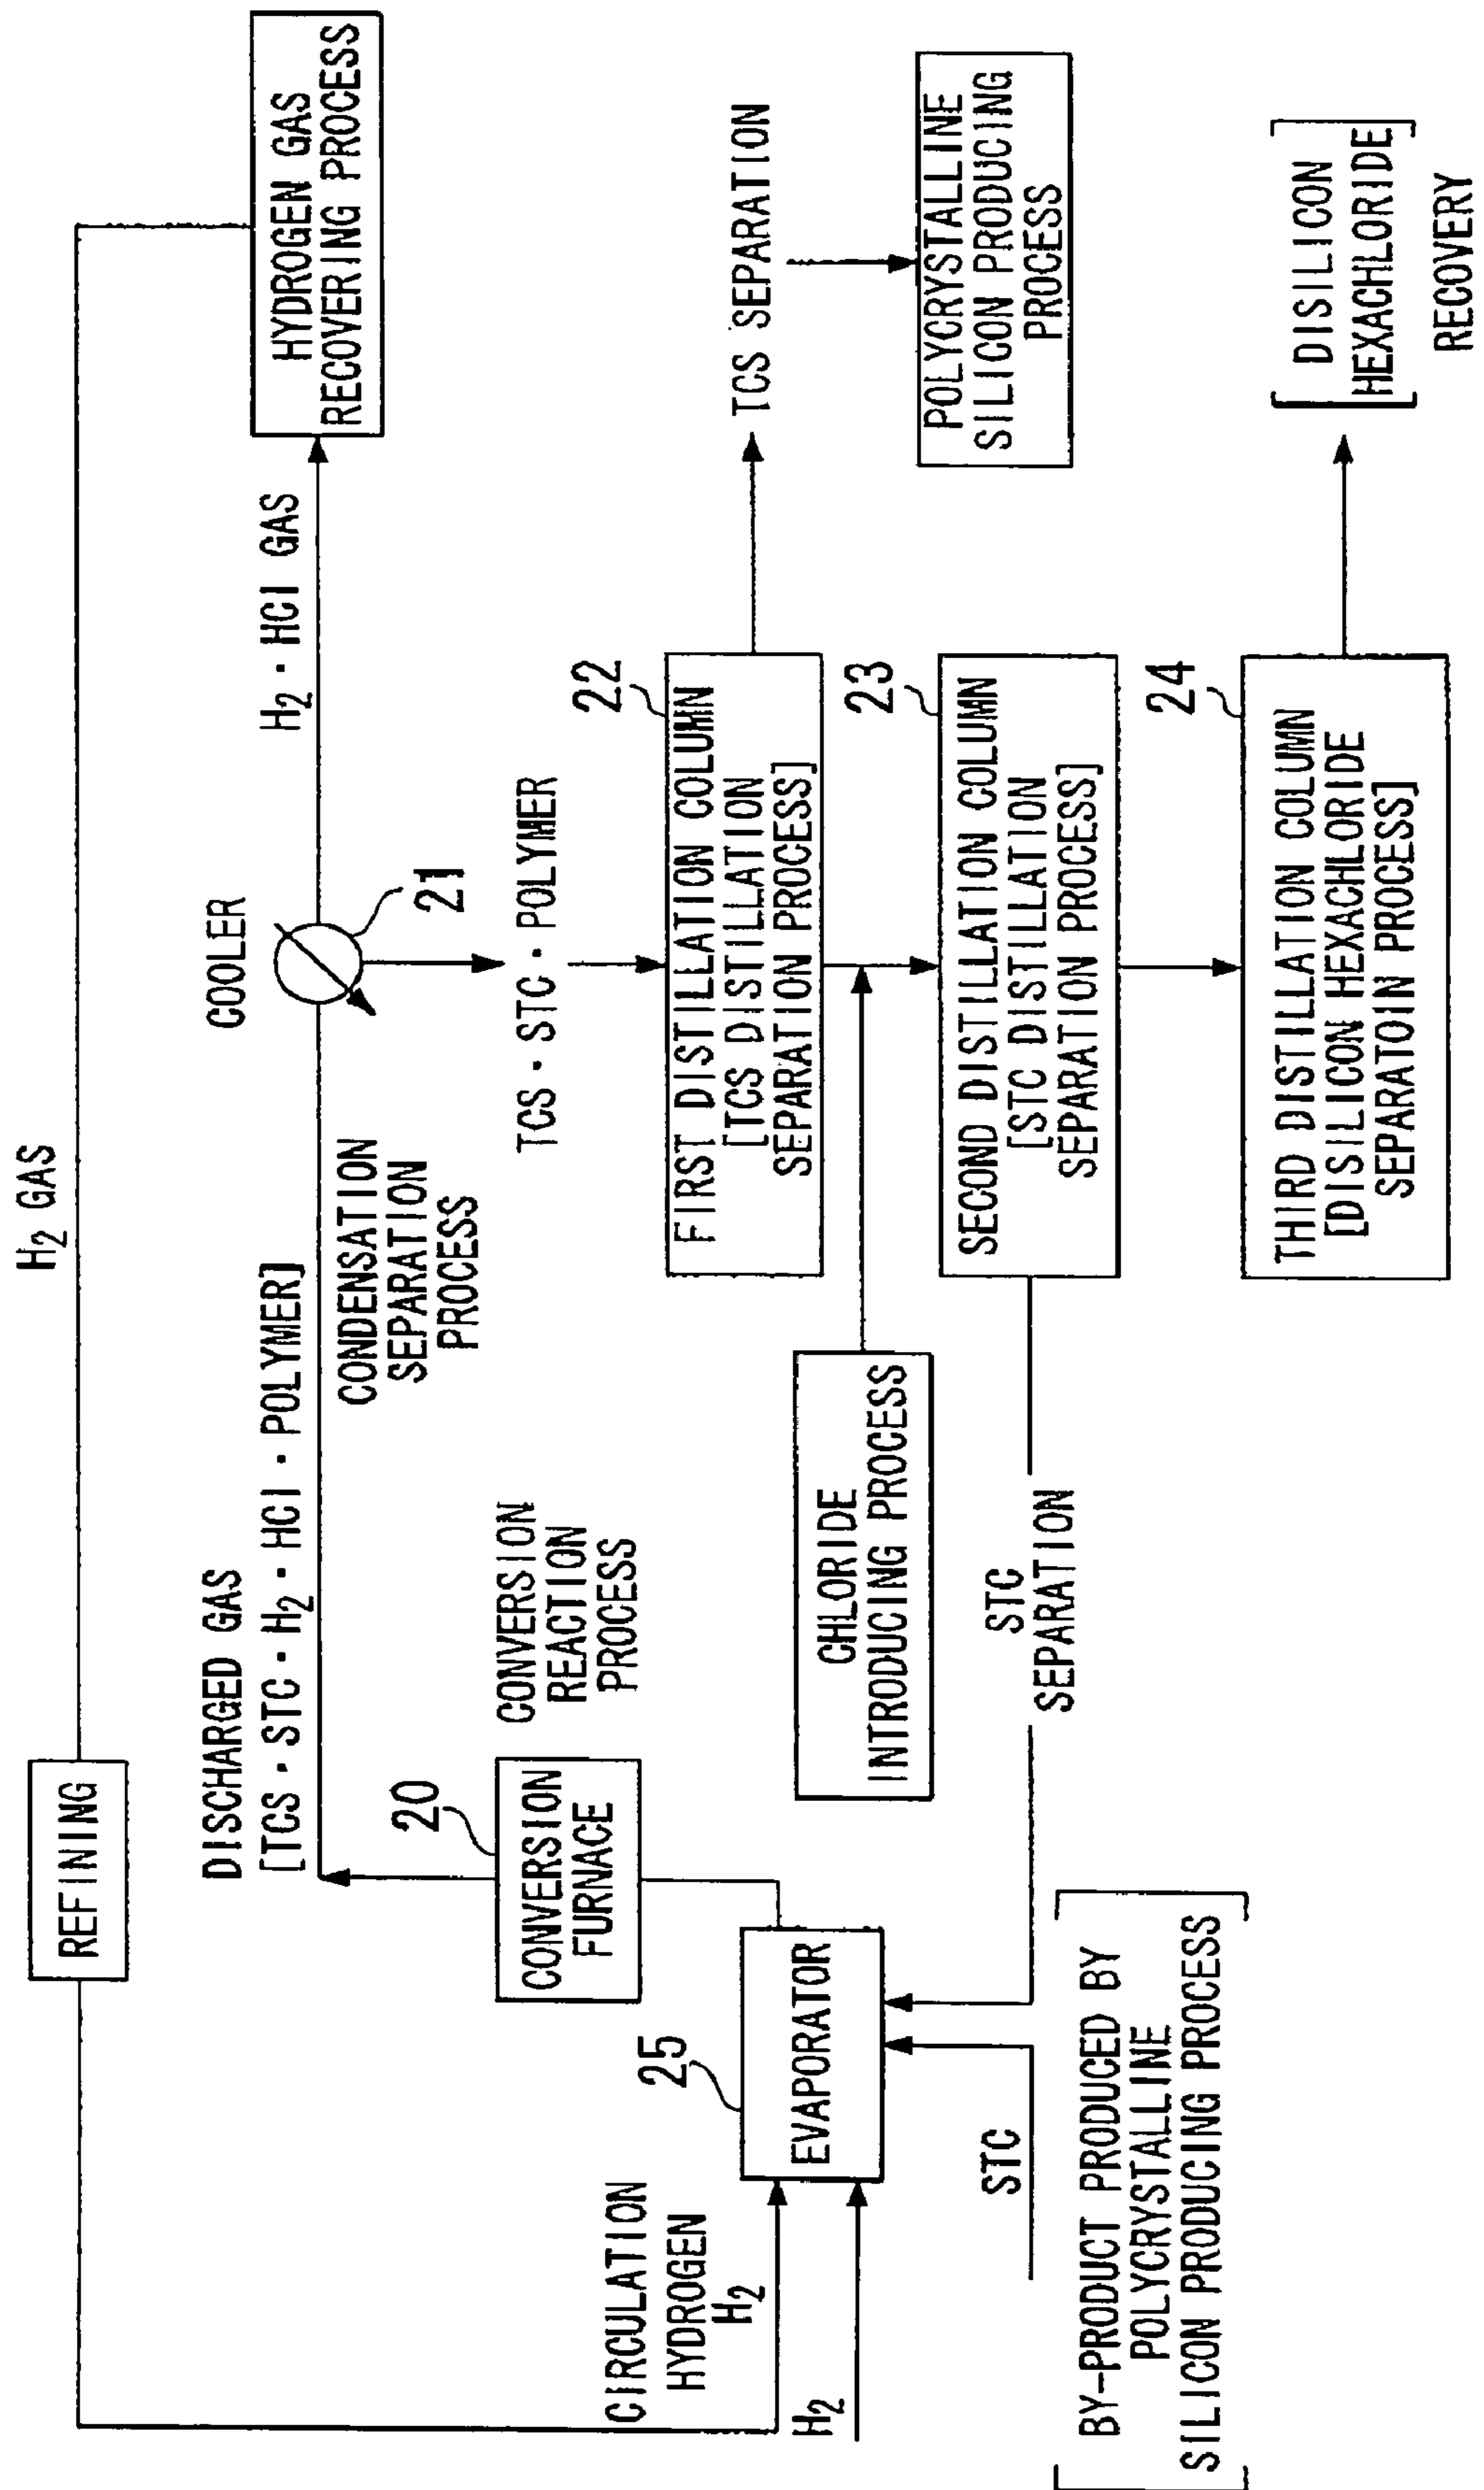 H2 GAS
REFINING
HYDROGEN GAS
RECOVERING PROCESS
DISCHARGED GAS
[TCS · STC · H2 · HCl · POLYMER]
COOLER
H2 · HCl GAS
21
CONDENSATION
SEPARATION
PROCESS
20
CONVERSION
FURNACE
CONVERSION
REACTION
PROCESS
TCS · STC · POLYMER
22
FIRST DISTILLATION COLUMN
[TCS DISTILLATION
SEPARATION PROCESS]
TCS SEPARATION
POLYCRYSTALLINE
SILICON PRODUCING
PROCESS
CIRCULATION
HYDROGEN
H2
H2
25
EVAPORATOR
CHLORIDE
INTRODUCING PROCESS
23
SECOND DISTILLATION COLUMN
[STC DISTILLATION
SEPARATION PROCESS]
STC
STC
SEPARATION
BY-PRODUCT PRODUCED BY
POLYCRYSTALLINE
SILICON PRODUCING PROCESS
24
THIRD DISTILLATION COLUMN
[DISILICON HEXACHLORIDE
SEPARATOIN PROCESS]
[DISILICON
HEXACHLORIDE]
RECOVERY